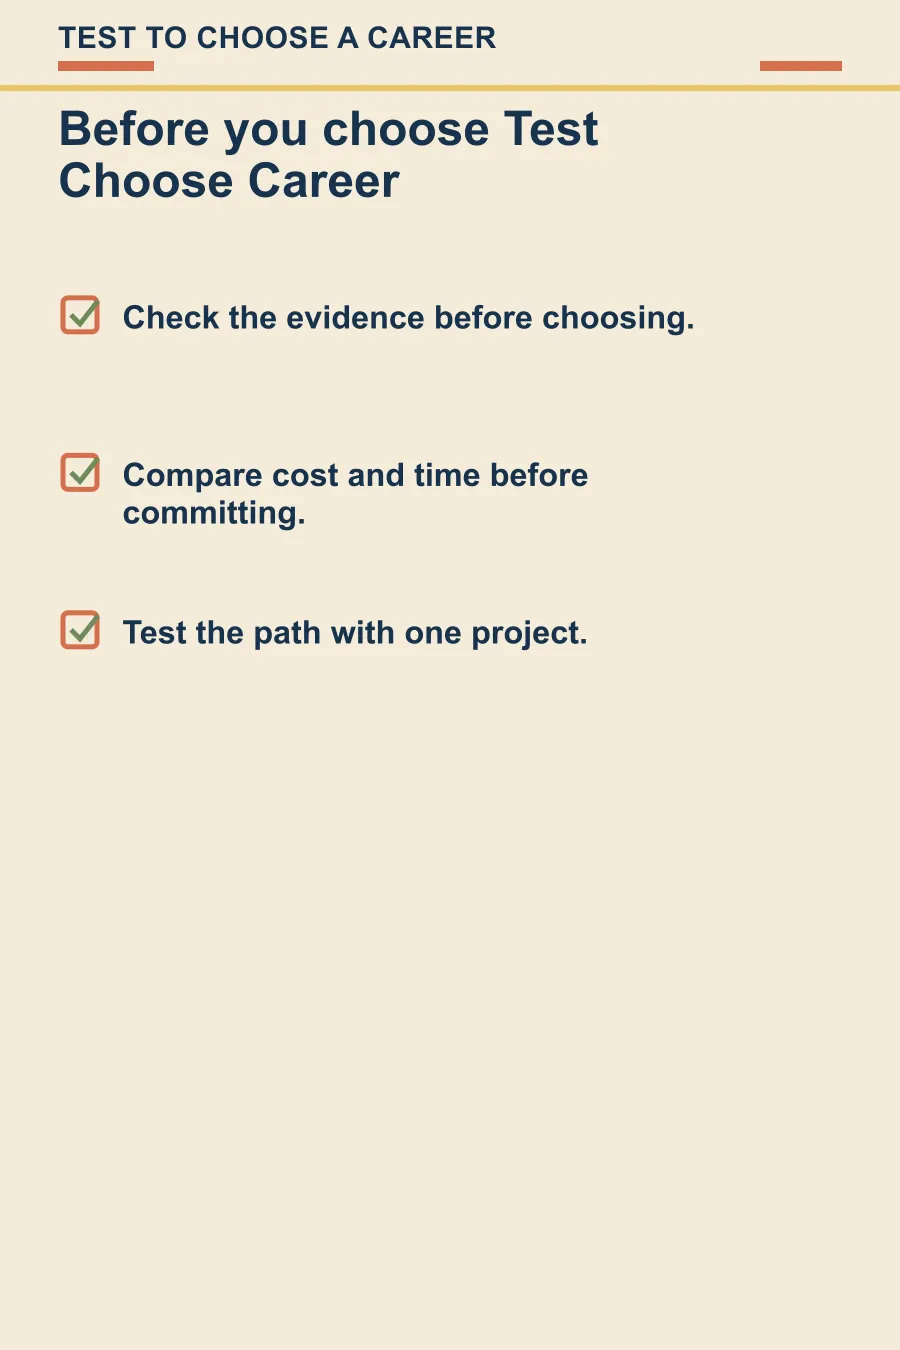 TEST TO CHOOSE A CAREER
Before you choose Test
Choose Career
Check the evidence before choosing.
Compare cost and time before
committing.
Test the path with one project.